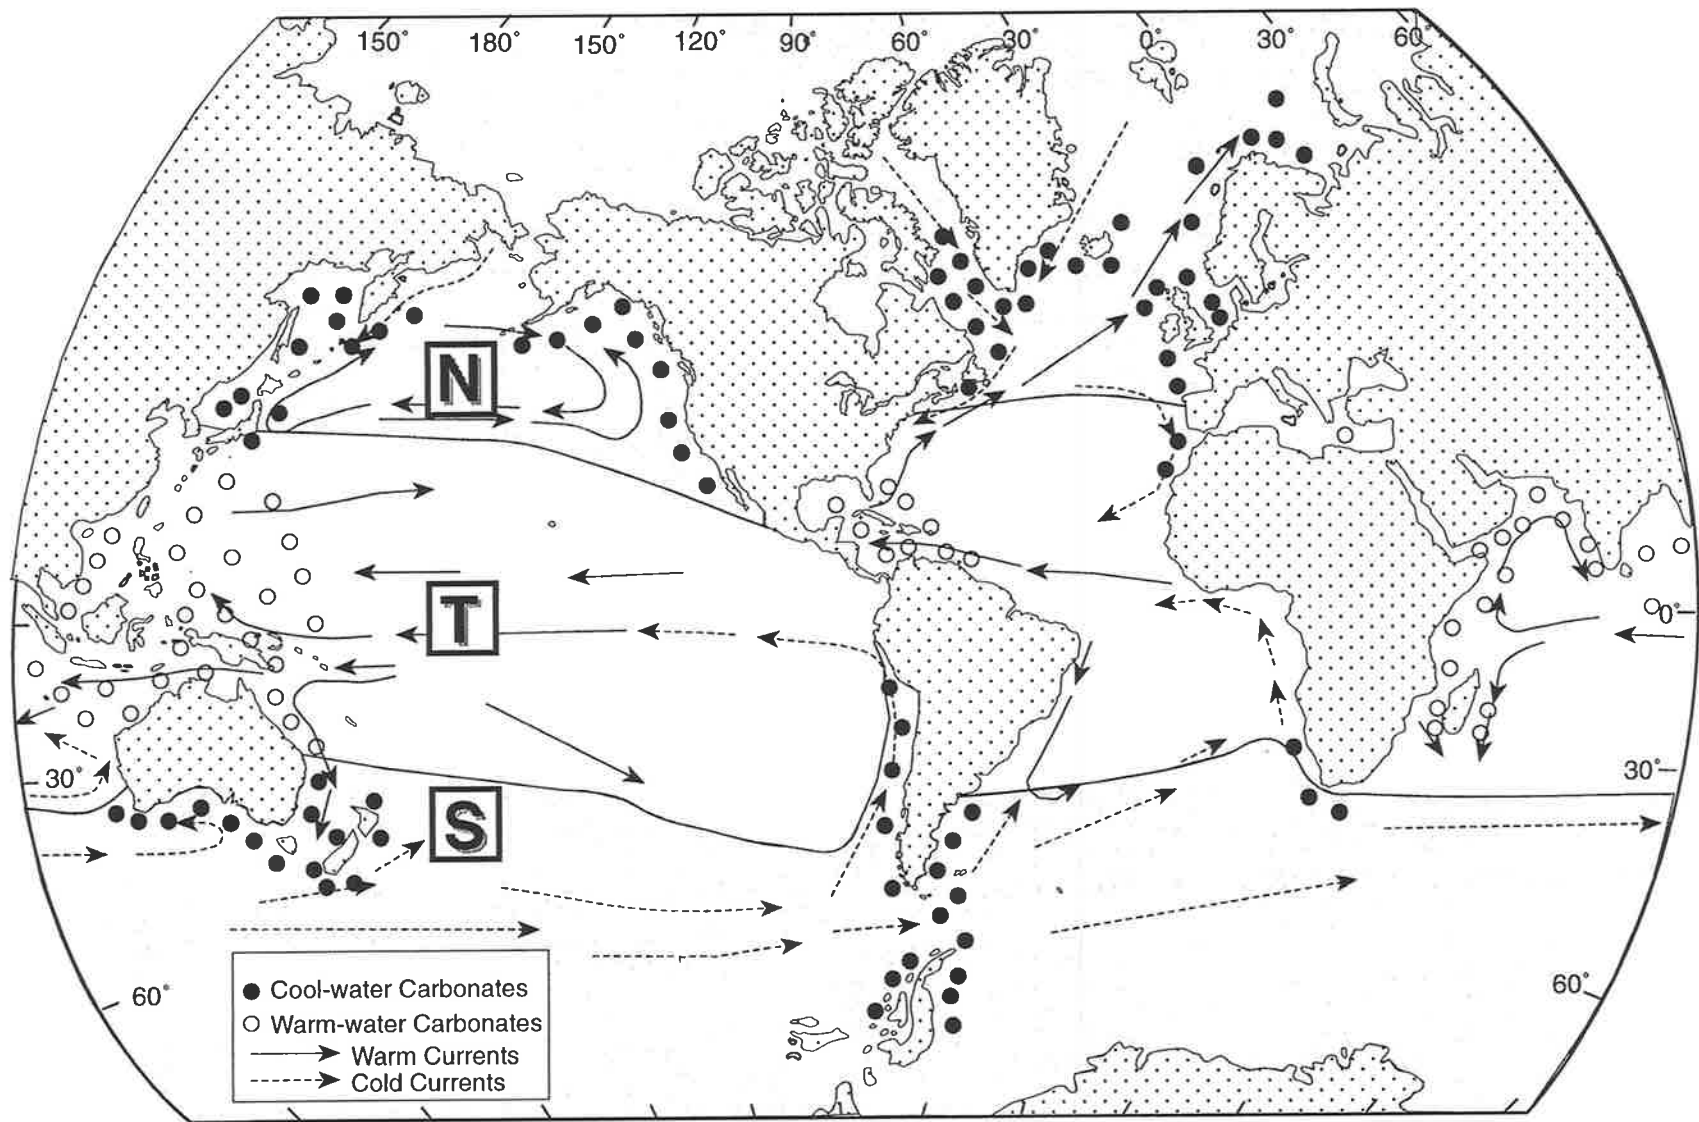 150° 180° 150° 120° 90° 60° 30° 0° 30° 60°
N
T
0°
30° 30°
S
60° 60°
Cool-water Carbonates
Warm-water Carbonates
Warm Currents
Cold Currents